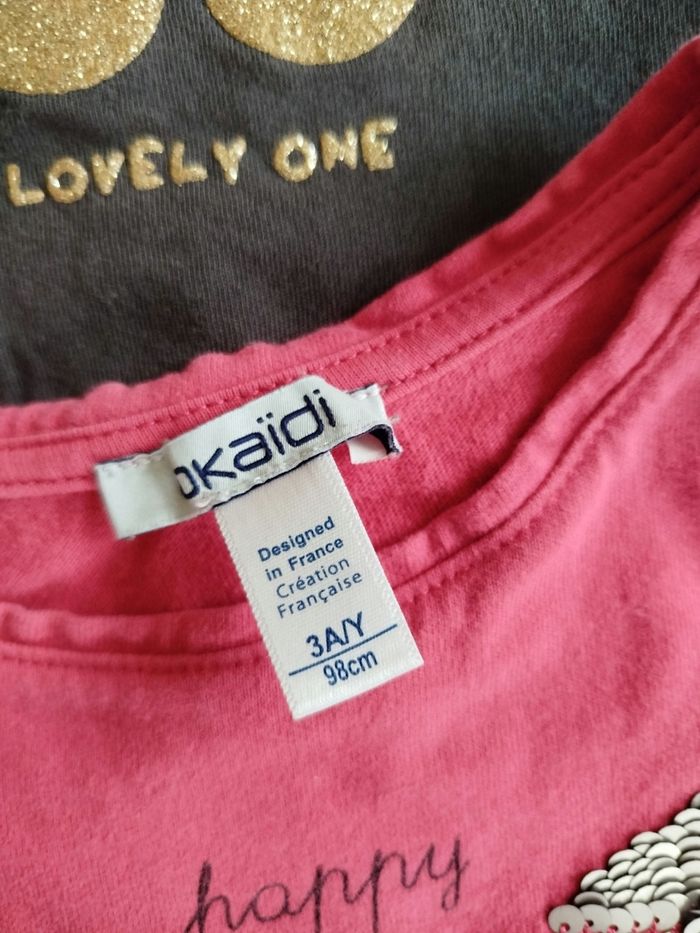 LOVELY ONE
okaïdi
Designed
in France
Création
Française
3A/Y
98cm
happy